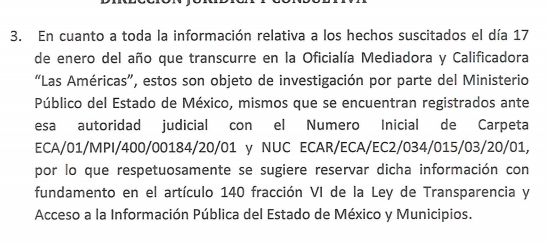 DIRECCIÓN JURÍDICA Y CONSULTIVA
3. En cuanto a toda la información relativa a los hechos suscitados el día 17
de enero del año que transcurre en la Oficialía Mediadora y Calificadora
“Las Américas”, estos son objeto de investigación por parte del Ministerio
Público del Estado de México, mismos que se encuentran registrados ante
esa autoridad judicial con el Numero Inicial de Carpeta
ECA/01/MPI/400/00184/20/01 y NUC ECAR/ECA/EC2/034/015/03/20/01,
por lo que respetuosamente se sugiere reservar dicha información con
fundamento en el artículo 140 fracción VI de la Ley de Transparencia y
Acceso a la Información Pública del Estado de México y Municipios.